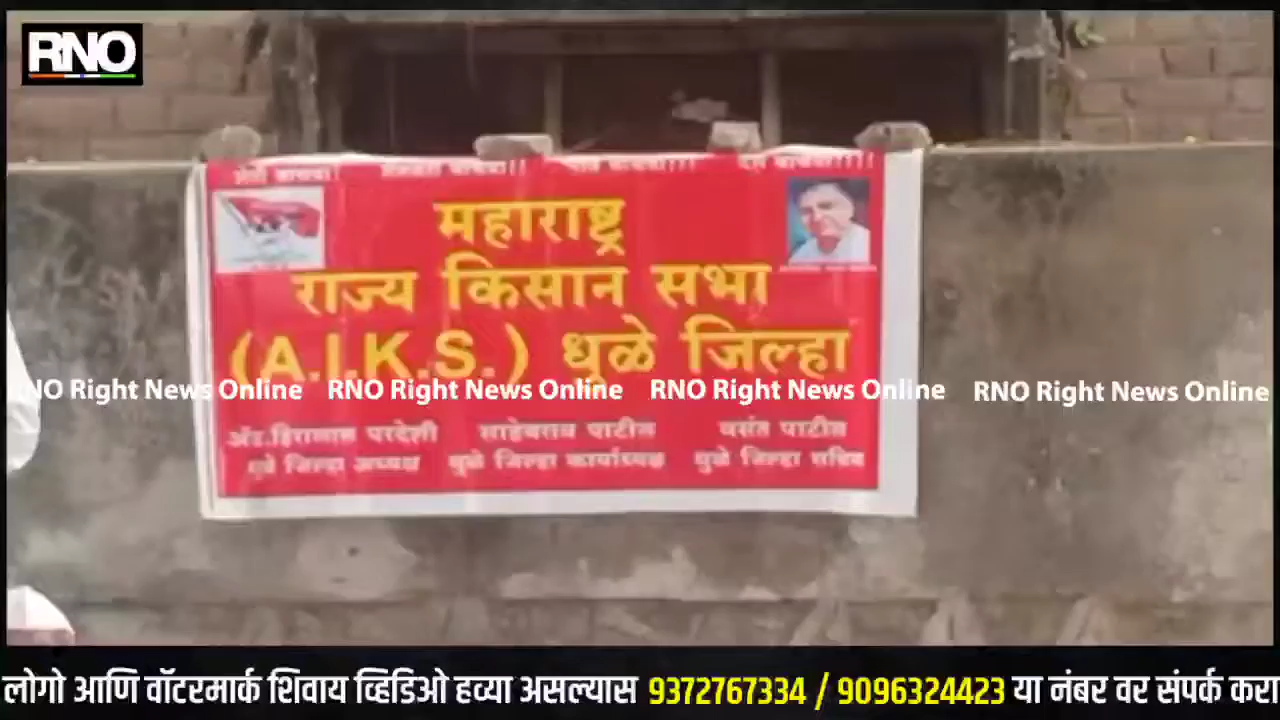 RNO
महाराष्ट्र
राज्य किसान सभा
(A.I.K.S.) धुळे जिल्हा
RNO Right News Online RNO Right News Online RNO Right News Online RNO Right News Online
अॅड.हिरालाल परदेशी साहेबराव पाटील वसंत पाटील
धुळे जिल्हा अध्यक्ष धुळे जिल्हा कार्याध्यक्ष धुळे जिल्हा सचिव
लोगो आणि वॉटरमार्क शिवाय व्हिडिओ हव्या असल्यास 9372767334 / 9096324423 या नंबर वर संपर्क करा